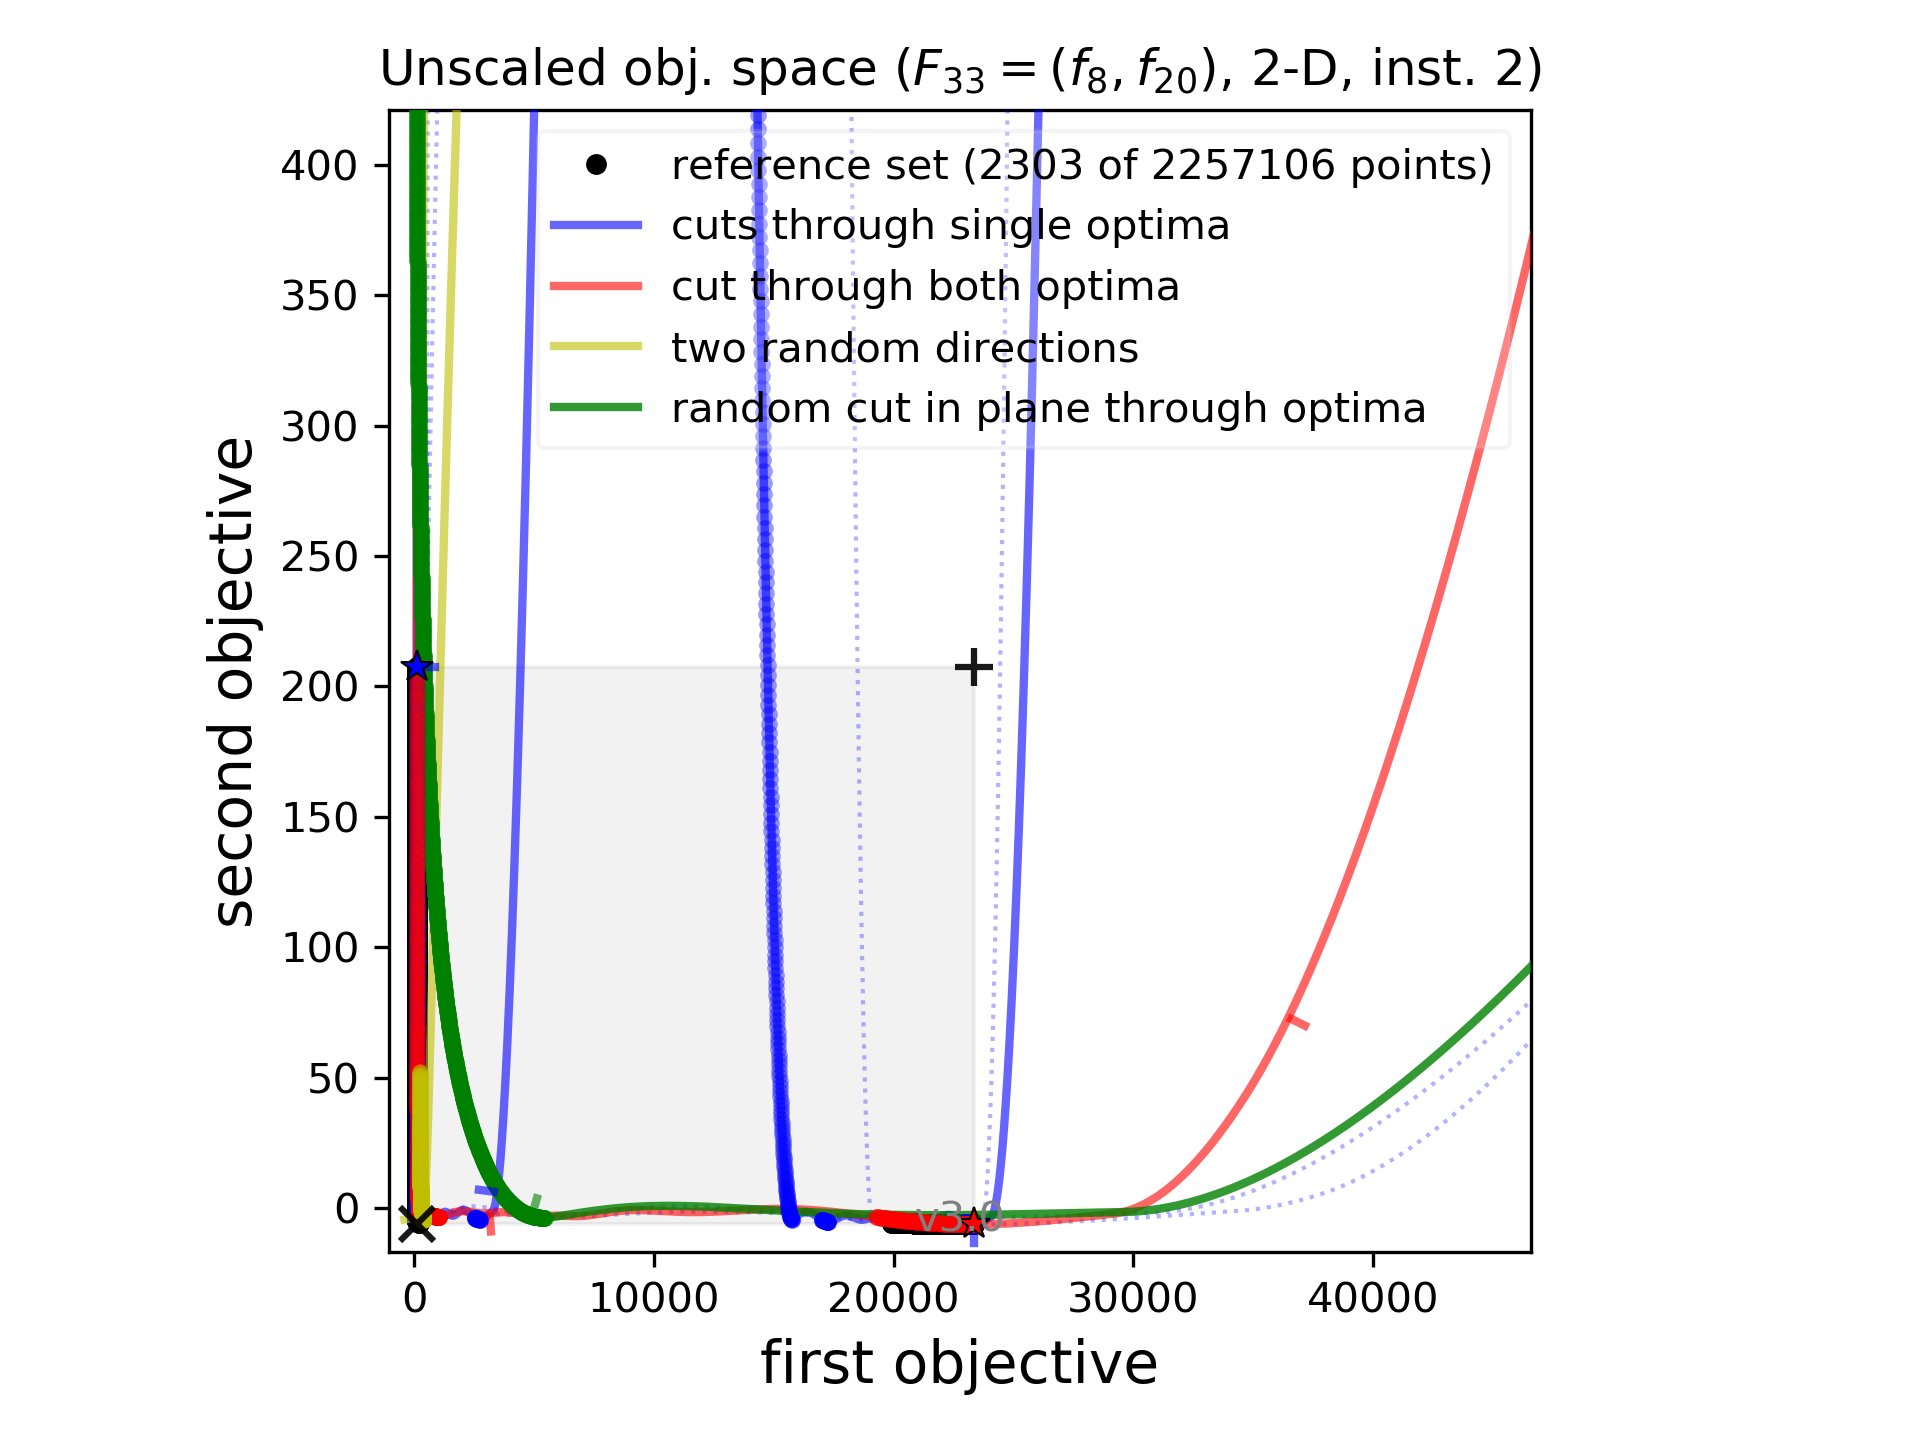 Unscaled obj. space (F33 = (f8, f20), 2-D, inst. 2)
reference set (2303 of 2257106 points)
cuts through single optima
cut through both optima
two random directions
random cut in plane through optima
second objective
400
350
300
250
200
150
100
50
0
v3.0
0 10000 20000 30000 40000
first objective